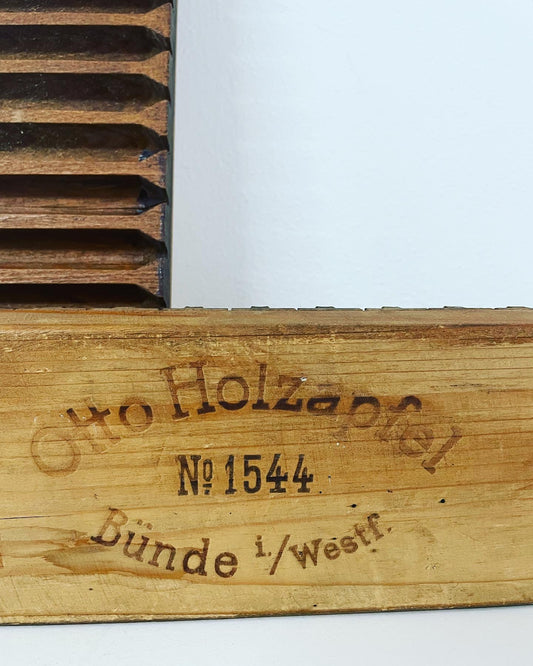 Otto Holzapfel
Nº 1544
Bünde i./Westf.